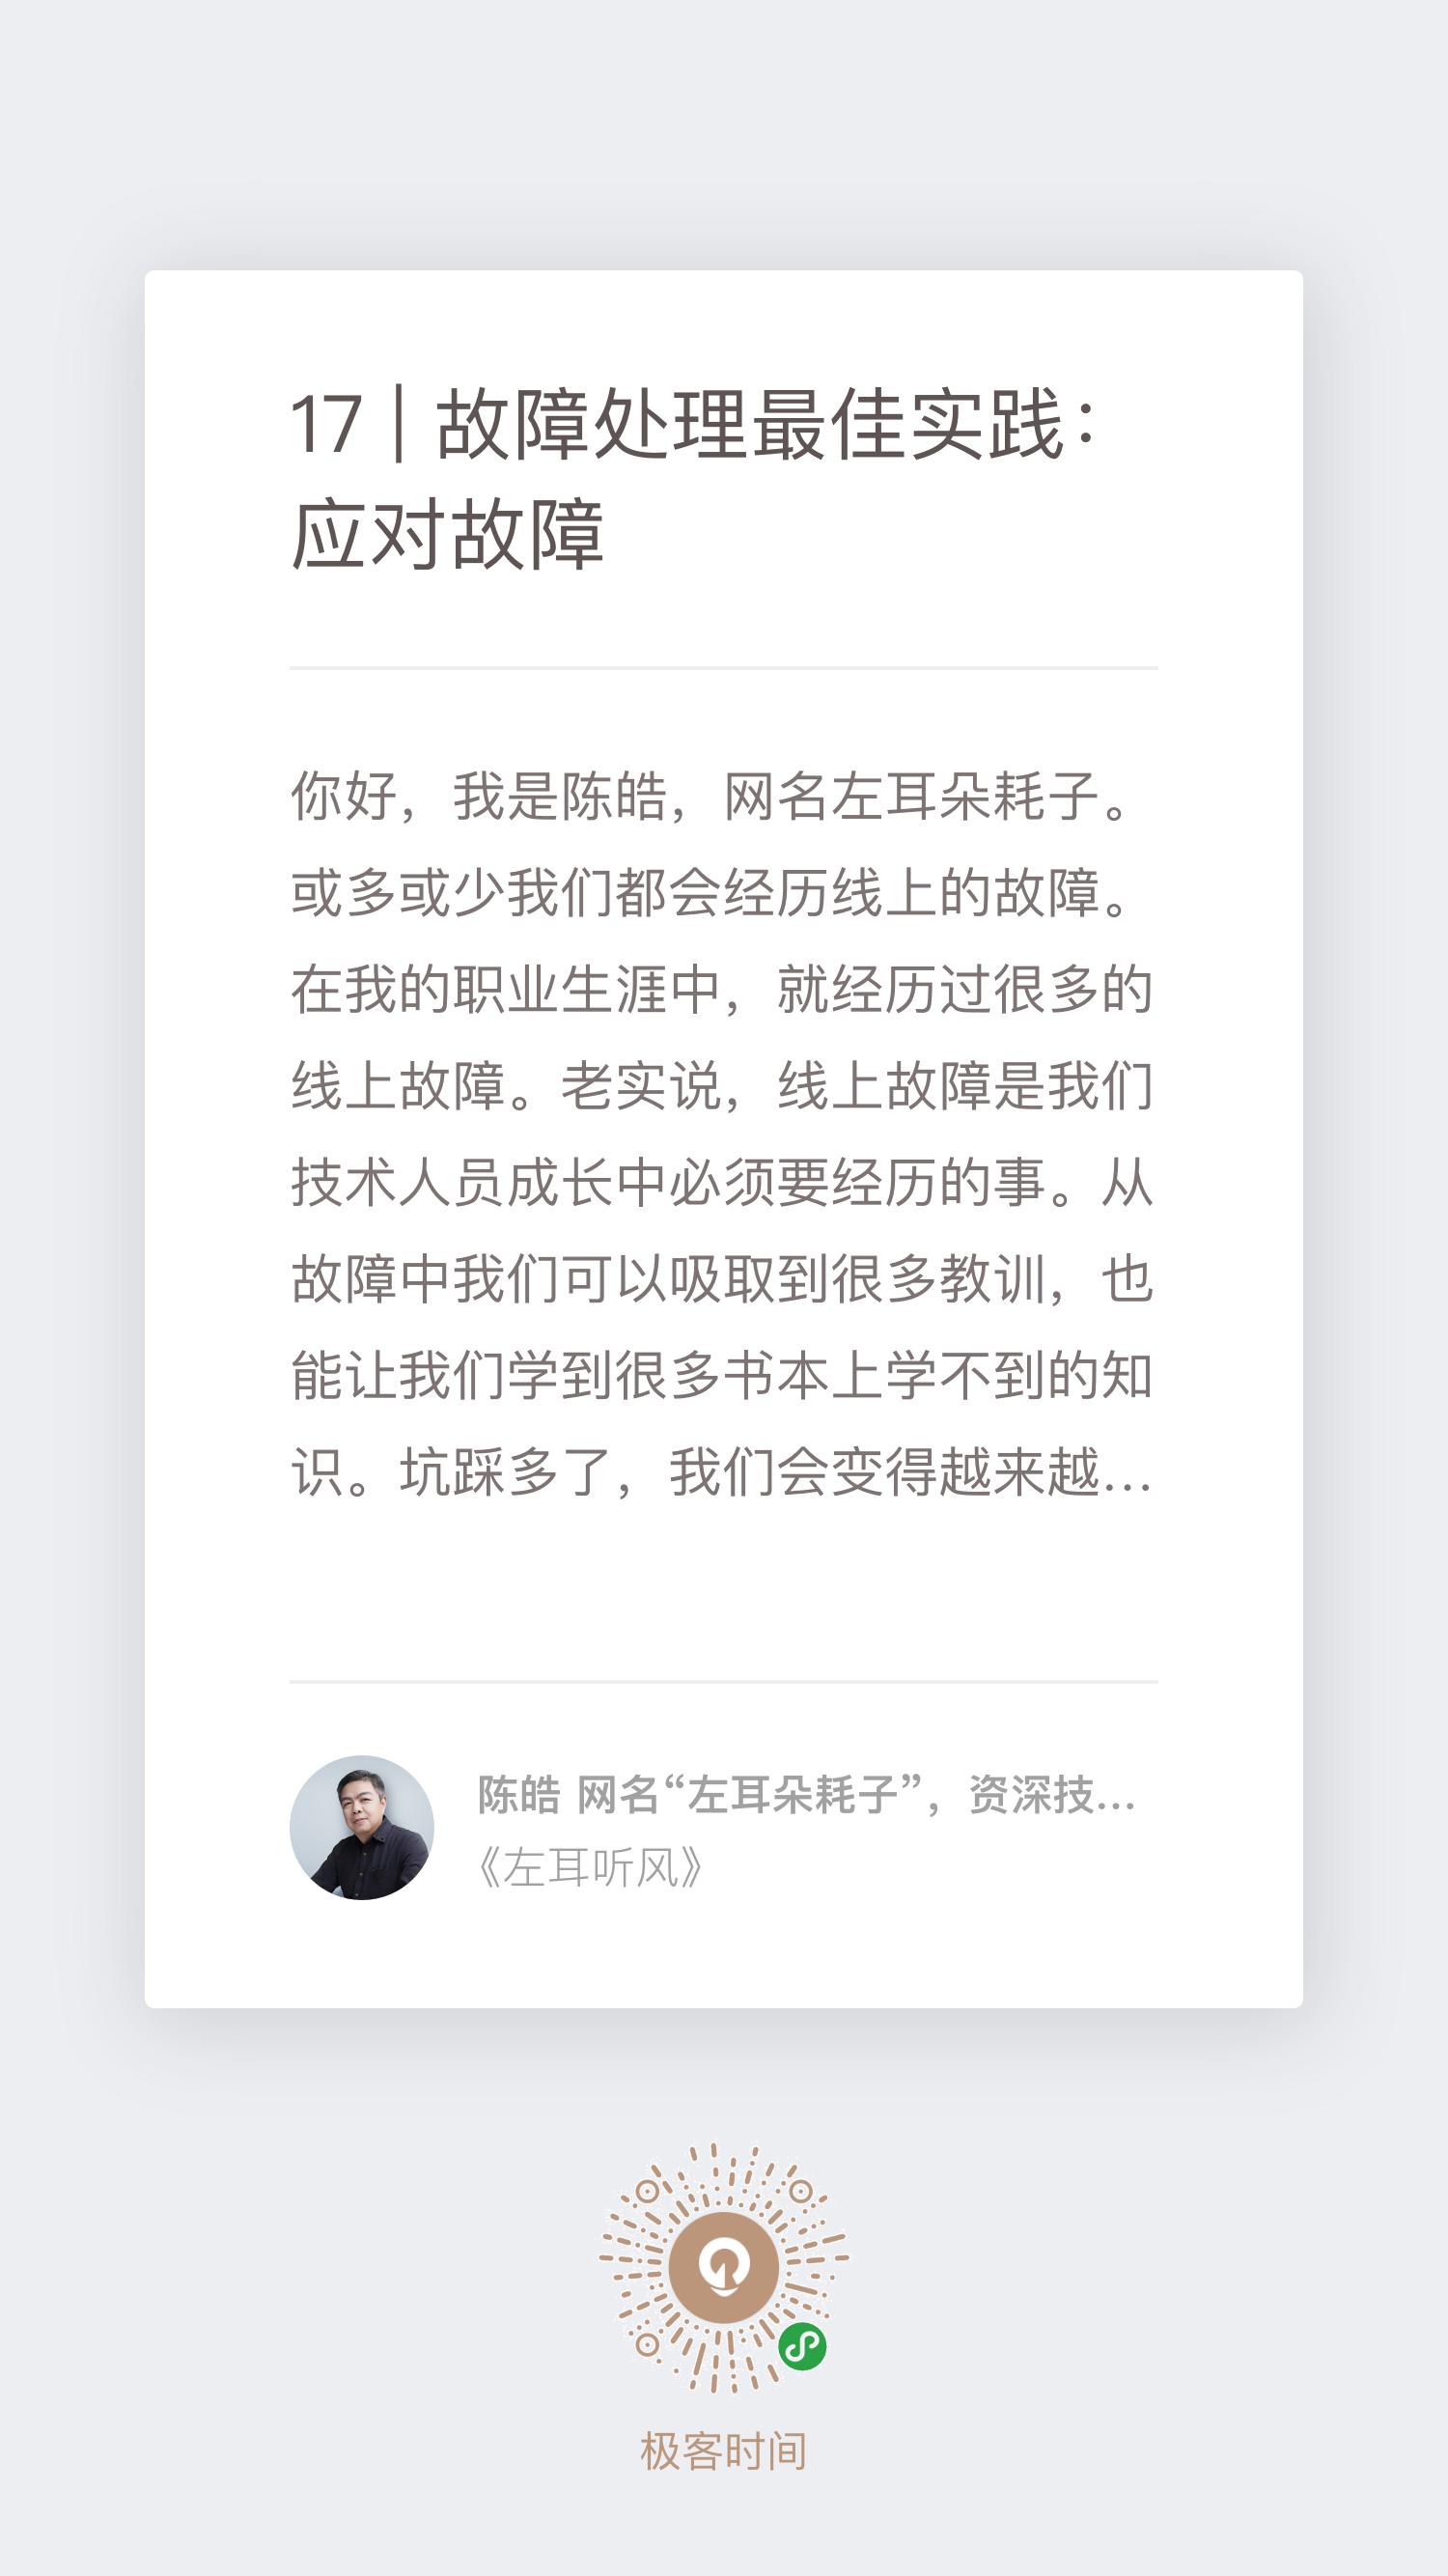 17 | 故障处理最佳实践：
应对故障
你好，我是陈皓，网名左耳朵耗子。
或多或少我们都会经历线上的故障。
在我的职业生涯中，就经历过很多的
线上故障。老实说，线上故障是我们
技术人员成长中必须要经历的事。从
故障中我们可以吸取到很多教训，也
能让我们学到很多书本上学不到的知
识。坑踩多了，我们会变得越来越…
陈皓 网名“左耳朵耗子”，资深技…
《左耳听风》
极客时间